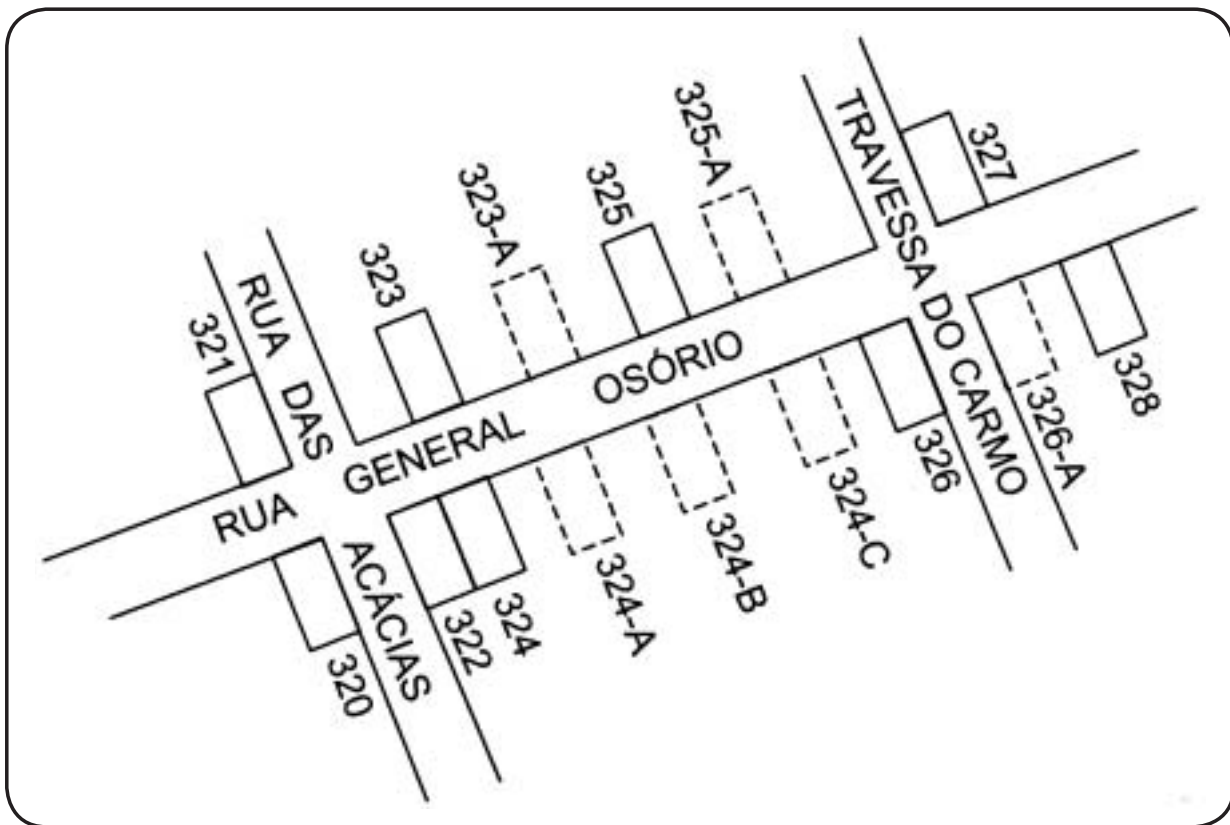 RUA DAS
ACÁCIAS
RUA GENERAL OSÓRIO
TRAVESSA DO CARMO
321
323
323-A
325
325-A
327
320
322
324
324-A
324-B
324-C
326
326-A
328